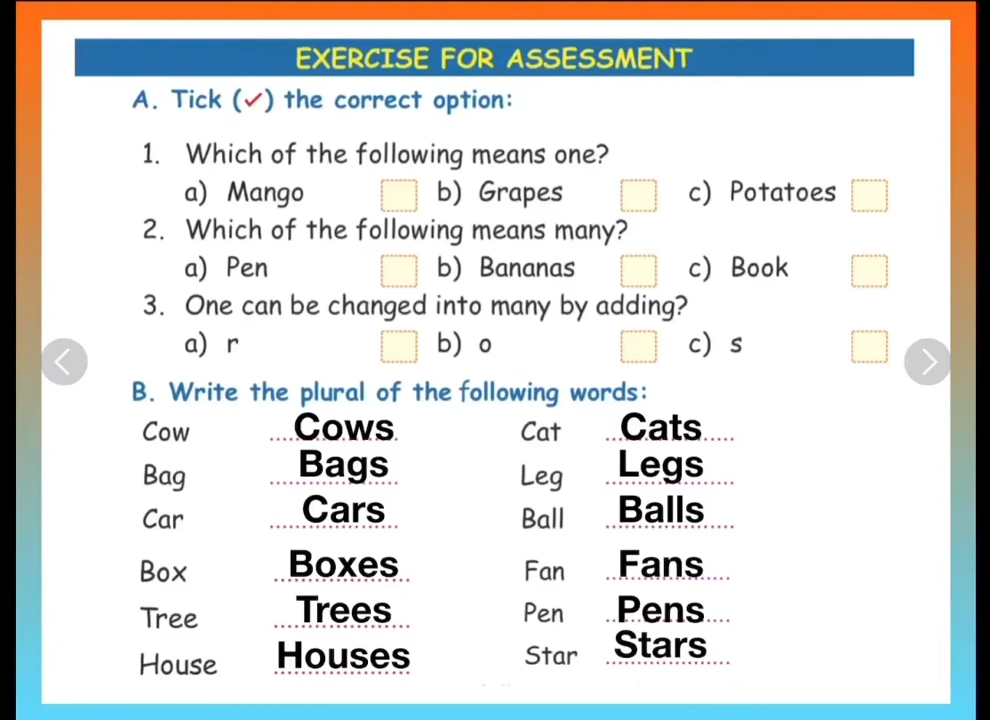 EXERCISE FOR ASSESSMENT
A. Tick (✓) the correct option:
1. Which of the following means one?
a) Mango b) Grapes c) Potatoes
2. Which of the following means many?
a) Pen b) Bananas c) Book
3. One can be changed into many by adding?
a) r b) o c) s
B. Write the plural of the following words:
Cow Cows Cat Cats
Bag Bags Leg Legs
Car Cars Ball Balls
Box Boxes Fan Fans
Tree Trees Pen Pens
House Houses Star Stars